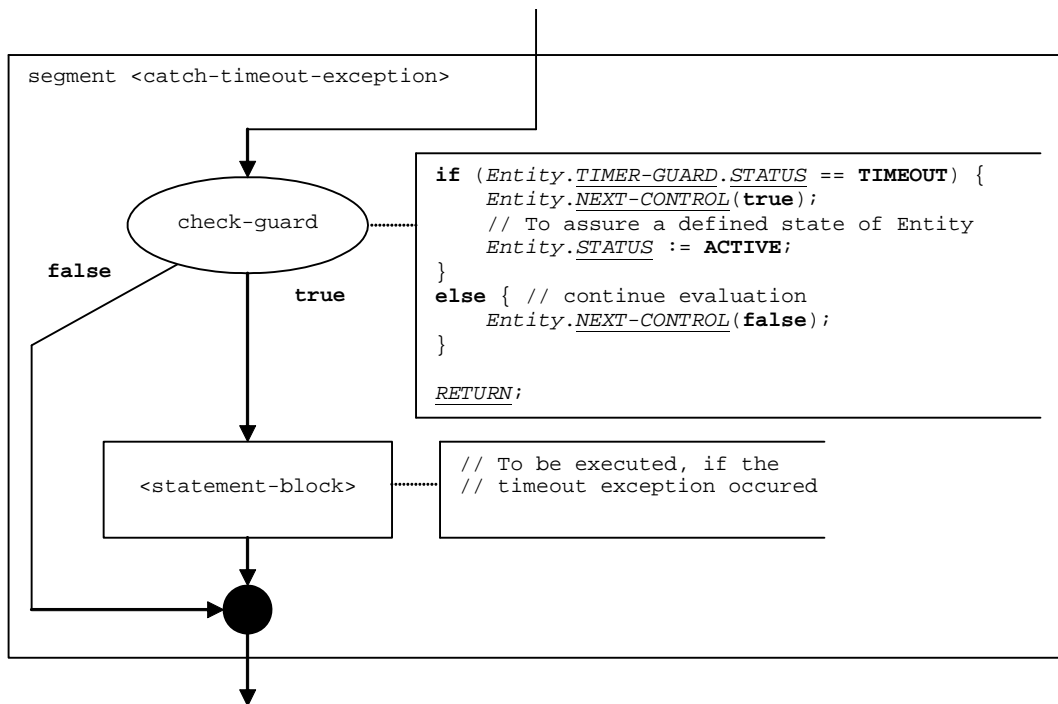 segment <catch-timeout-exception>
if (Entity.TIMER-GUARD.STATUS == TIMEOUT) {
Entity.NEXT-CONTROL(true);
// To assure a defined state of Entity
Entity.STATUS := ACTIVE;
}
else { // continue evaluation
Entity.NEXT-CONTROL(false);
}
RETURN;
check-guard
false
true
<statement-block>
// To be executed, if the
// timeout exception occured